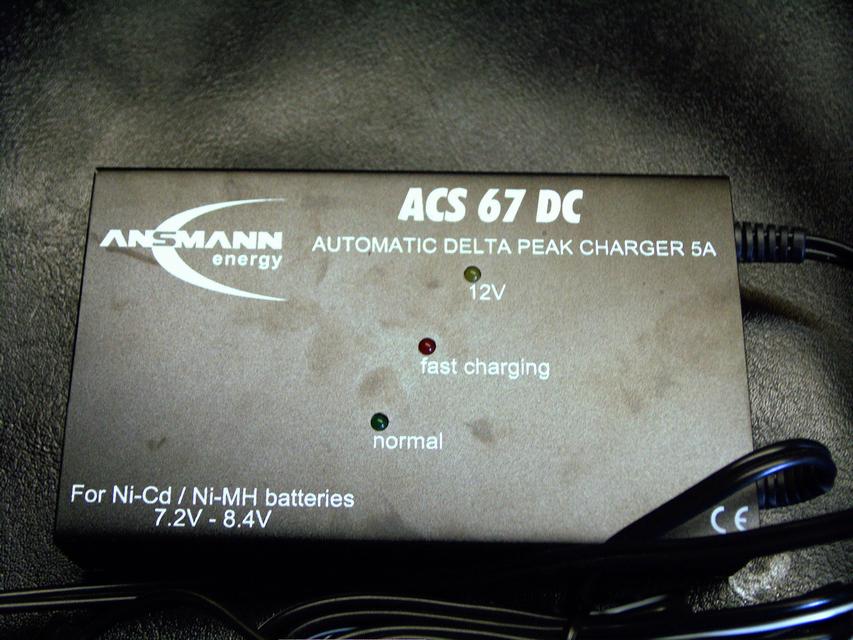 ACS 67 DC
ANSMANN
energy
AUTOMATIC DELTA PEAK CHARGER 5A
12V
fast charging
normal
For Ni-Cd / Ni-MH batteries
7.2V - 8.4V
CE